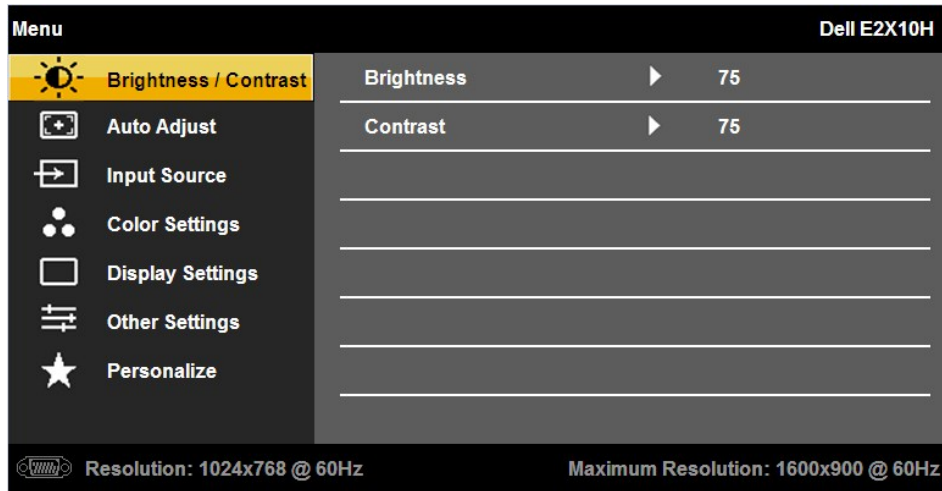 Menu Dell E2X10H
Brightness / Contrast Brightness 75
Auto Adjust Contrast 75
Input Source
Color Settings
Display Settings
Other Settings
Personalize
Resolution: 1024x768 @ 60Hz Maximum Resolution: 1600x900 @ 60Hz